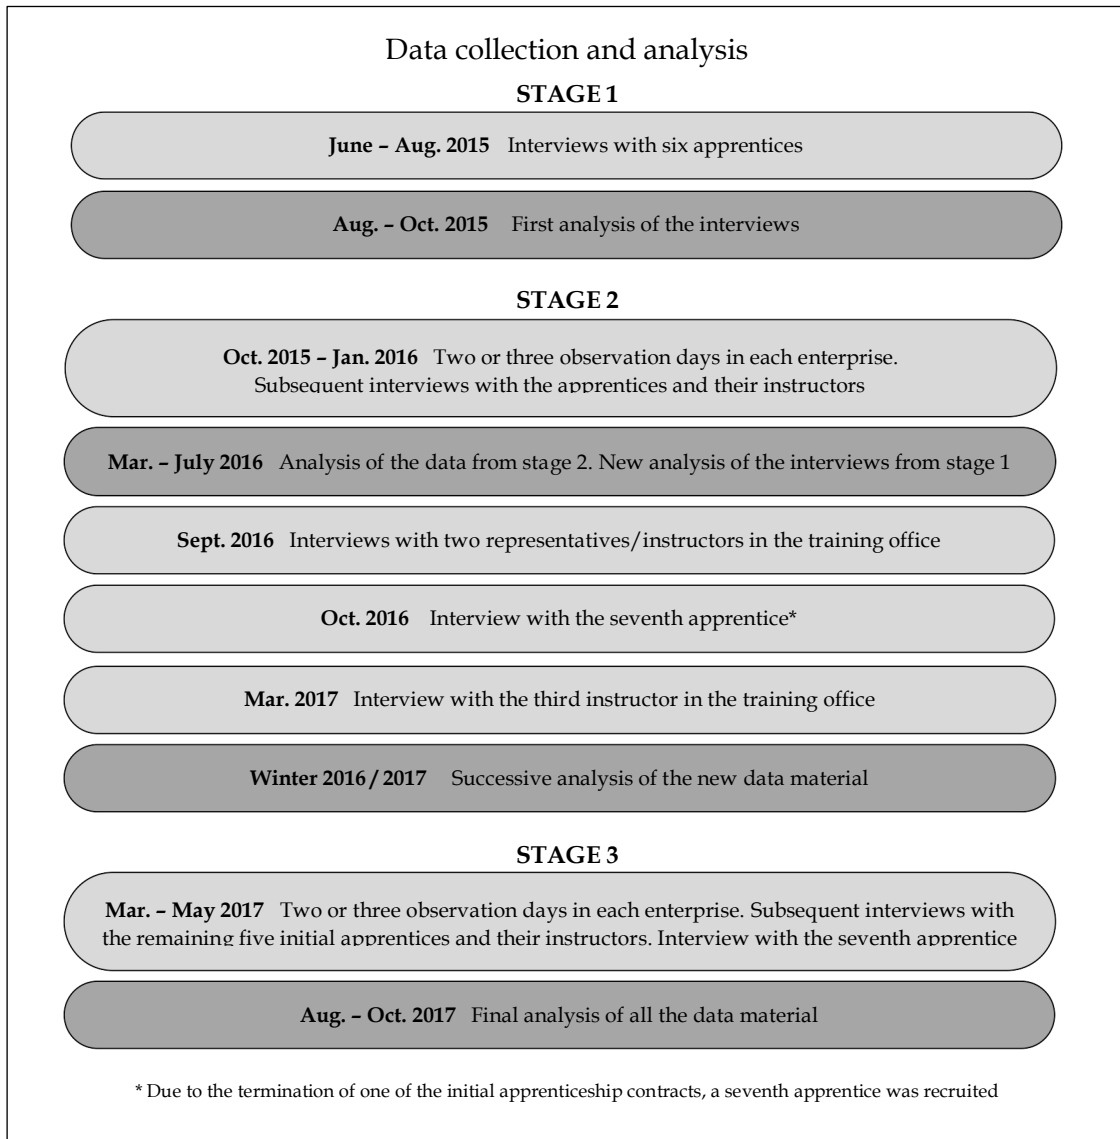 Data collection and analysis
STAGE 1
June – Aug. 2015 Interviews with six apprentices
Aug. – Oct. 2015 First analysis of the interviews
STAGE 2
Oct. 2015 – Jan. 2016 Two or three observation days in each enterprise.
Subsequent interviews with the apprentices and their instructors
Mar. – July 2016 Analysis of the data from stage 2. New analysis of the interviews from stage 1
Sept. 2016 Interviews with two representatives/instructors in the training office
Oct. 2016 Interview with the seventh apprentice*
Mar. 2017 Interview with the third instructor in the training office
Winter 2016 / 2017 Successive analysis of the new data material
STAGE 3
Mar. – May 2017 Two or three observation days in each enterprise. Subsequent interviews with
the remaining five initial apprentices and their instructors. Interview with the seventh apprentice
Aug. – Oct. 2017 Final analysis of all the data material
* Due to the termination of one of the initial apprenticeship contracts, a seventh apprentice was recruited